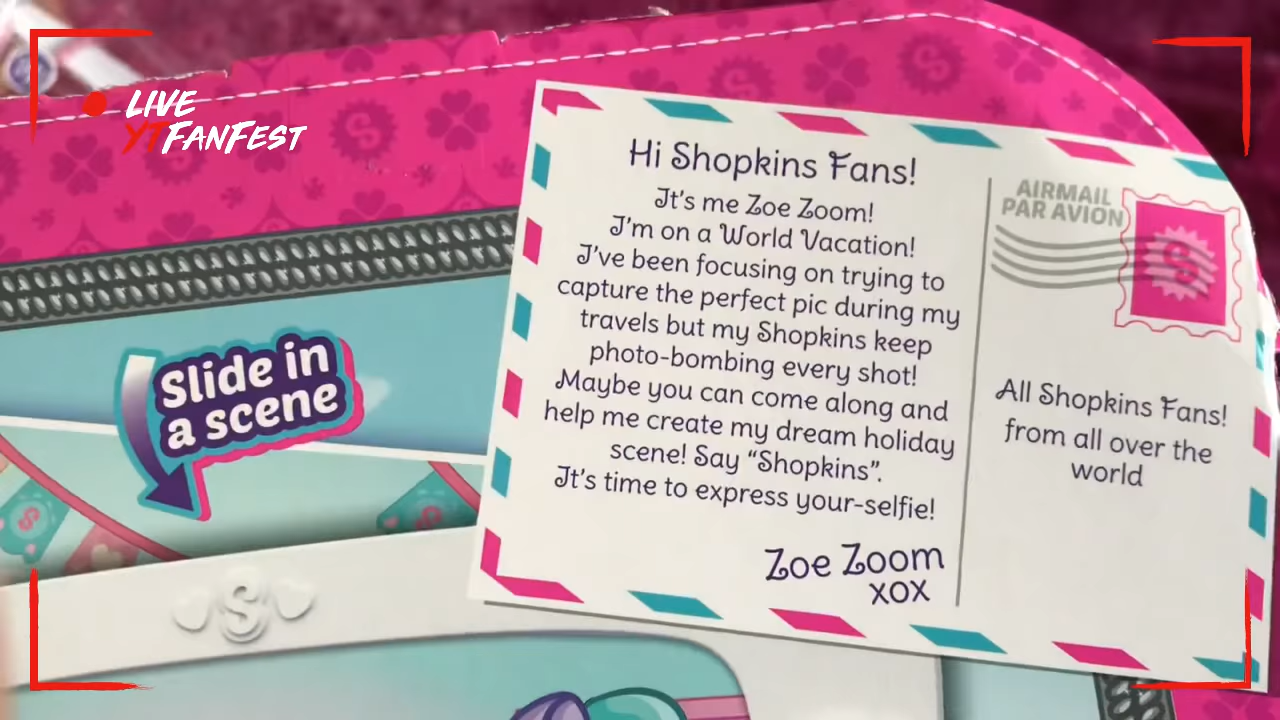 LIVE
YTFANFEST
Slide in
a scene
Hi Shopkins Fans!
It's me Zoe Zoom!
I'm on a World Vacation!
I've been focusing on trying to
capture the perfect pic during my
travels but my Shopkins keep
photo-bombing every shot!
Maybe you can come along and
help me create my dream holiday
scene! Say “Shopkins”.
It's time to express your-selfie!
Zoe Zoom
xox
AIRMAIL
PAR AVION
All Shopkins Fans!
from all over the
world